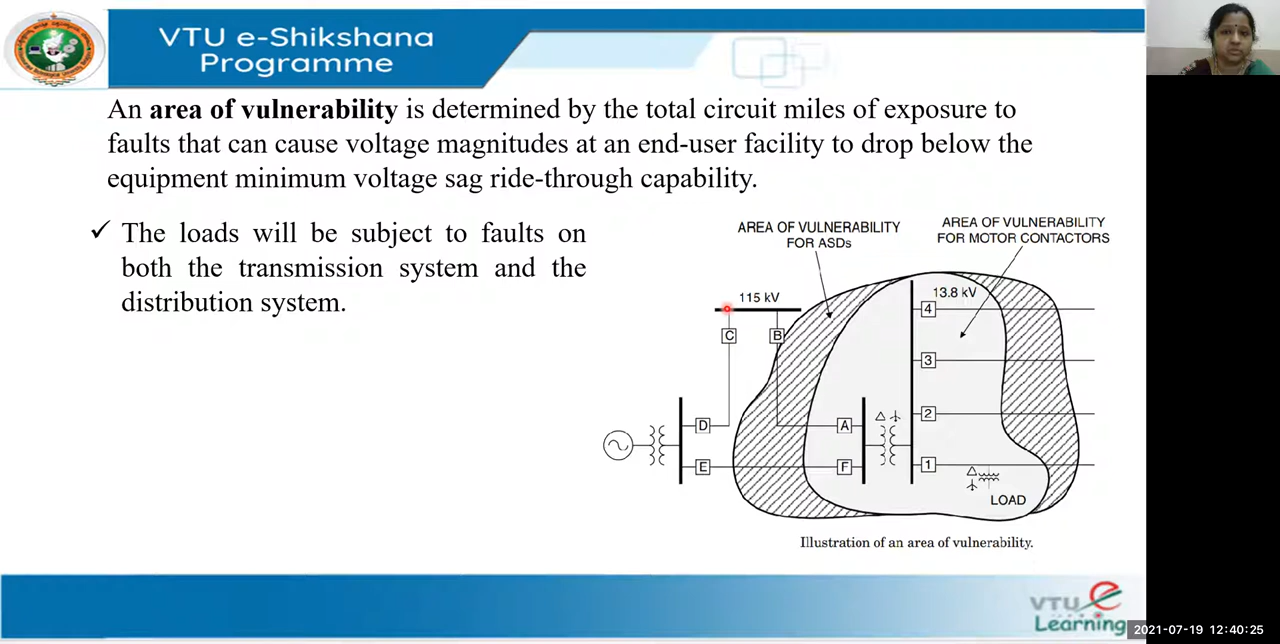 VTU e-Shikshana
Programme
An area of vulnerability is determined by the total circuit miles of exposure to
faults that can cause voltage magnitudes at an end-user facility to drop below the
equipment minimum voltage sag ride-through capability.
✓ The loads will be subject to faults on
both the transmission system and the
distribution system.
AREA OF VULNERABILITY
FOR ASDs
AREA OF VULNERABILITY
FOR MOTOR CONTACTORS
115 kV
13.8 kV
C
B
4
3
D
A
2
E
F
1
LOAD
Illustration of an area of vulnerability.
VTU
Learning
2021-07-19 12:40:25